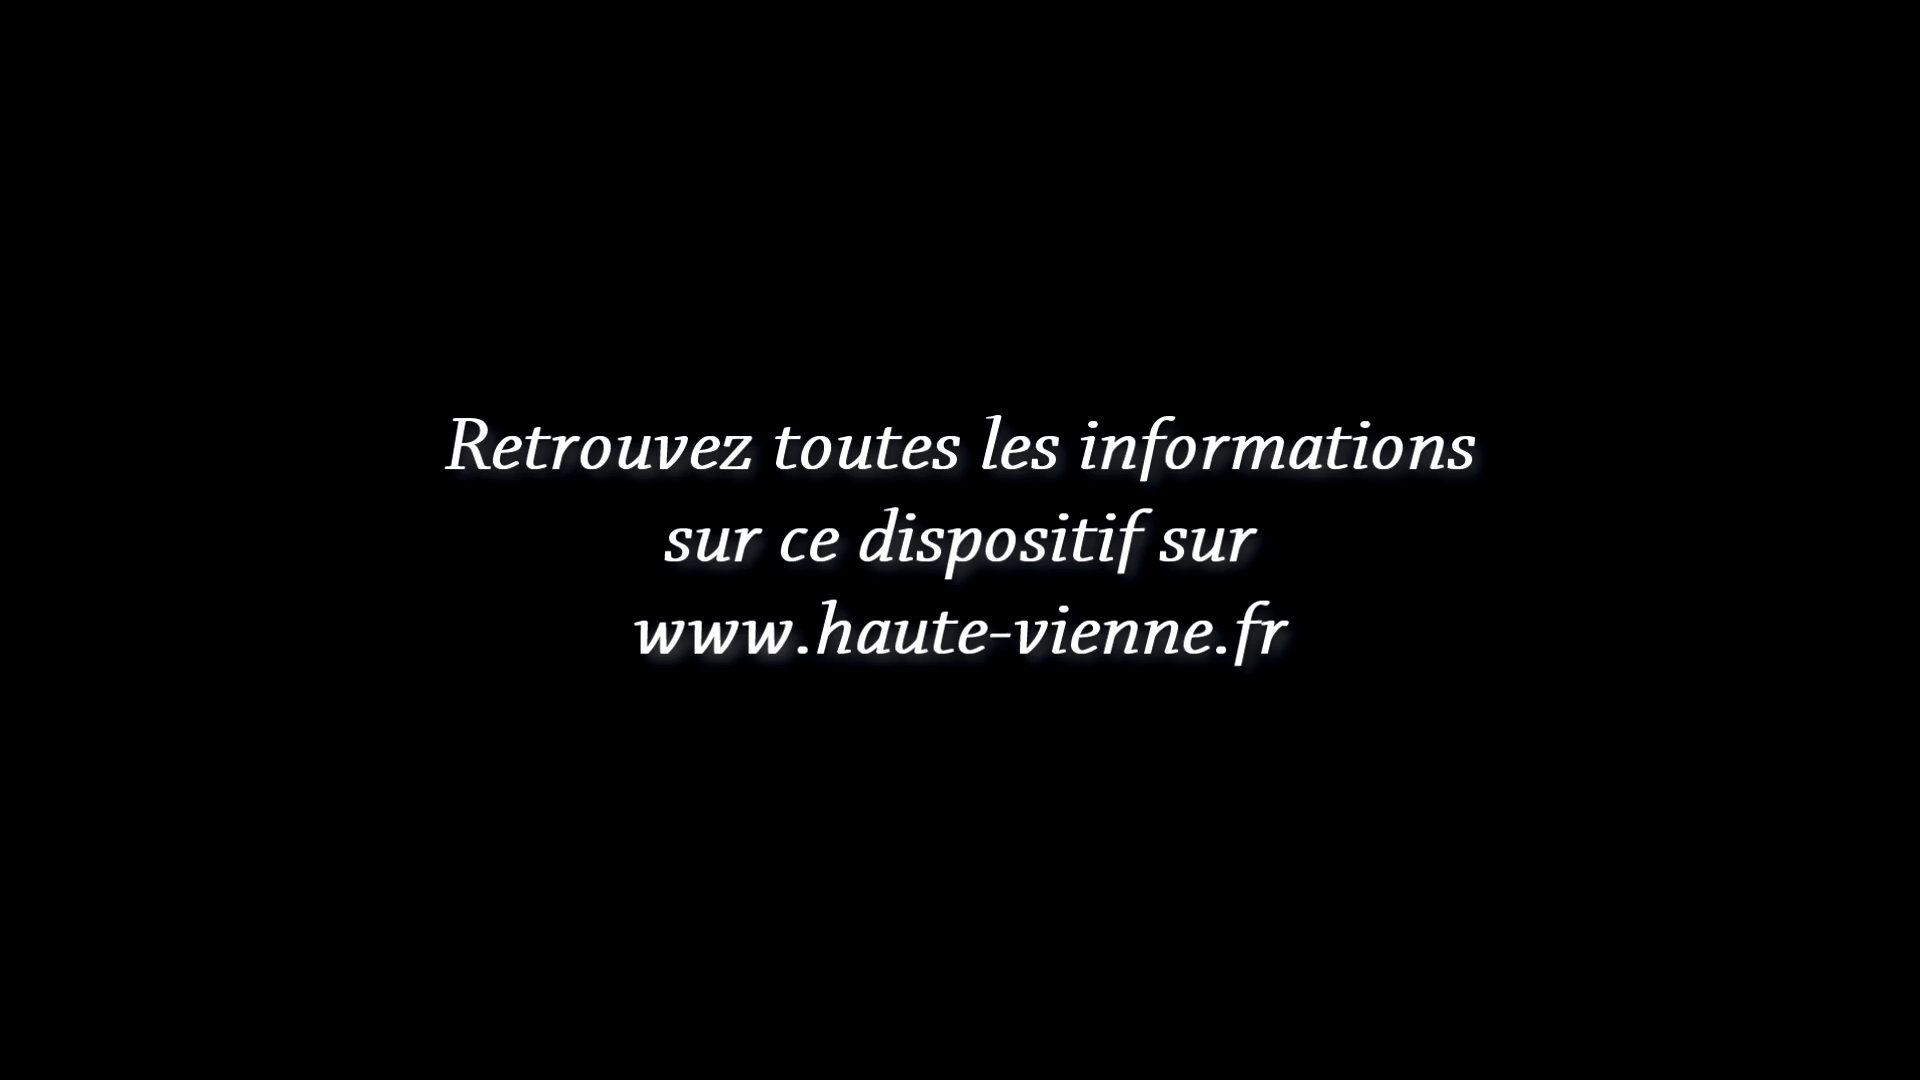 Retrouvez toutes les informations
sur ce dispositif sur
www.haute-vienne.fr